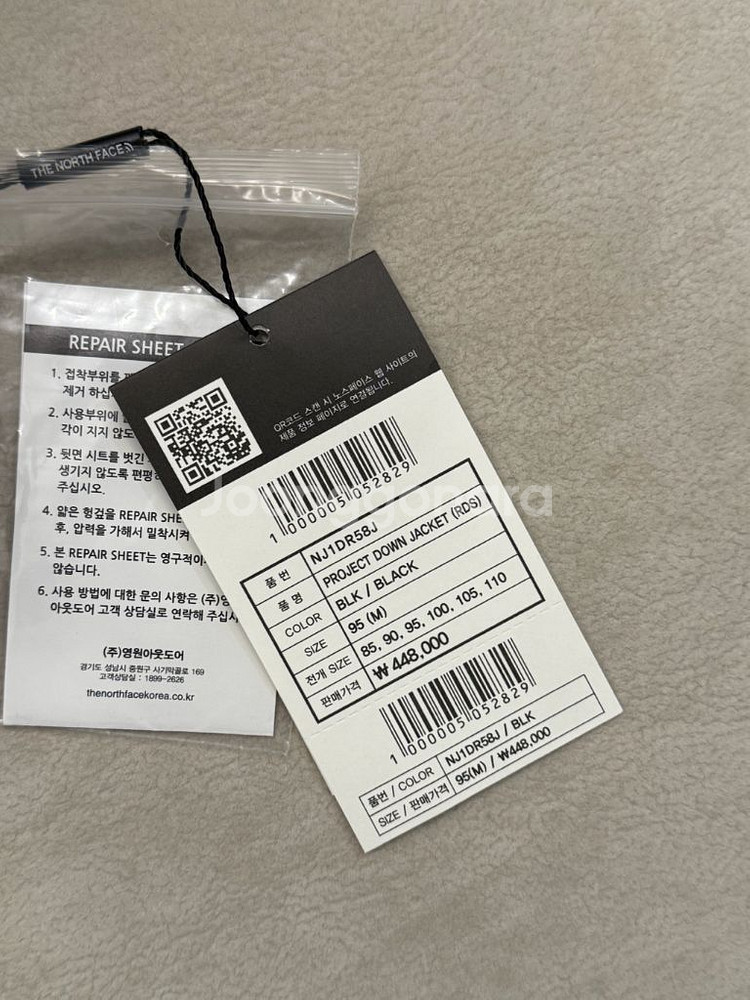 THE NORTH FACE
REPAIR SHEET
1. 접착부위를
제거 하십
2. 사용부위에
각이 지지 않도
3. 뒷면 시트를 벗긴
생기지 않도록 편평하
주십시오.
4. 얇은 헝겊을 REPAIR SHE
후, 압력을 가해서 밀착시켜
5. 본 REPAIR SHEET는 영구적이
않습니다.
6. 사용 방법에 대한 문의 사항은 (주)영
아웃도어 고객 상담실로 연락해 주십시
(주)영원아웃도어
경기도 성남시 중원구 사기막골로 169
고객상담실 : 1899-2626
thenorthfacekorea.co.kr
QR코드 스캔 시 노스페이스 웹 사이트의
제품 정보 페이지로 연결됩니다.
1 000005 052829
품 번 NJ1DR58J
품 명 PROJECT DOWN JACKET (RDS)
COLOR BLK / BLACK
SIZE 95 (M)
전개 SIZE 85, 90, 95, 100, 105, 110
판매가격 ₩ 448,000
1 000005 052829
품번 / COLOR NJ1DR58J / BLK
SIZE / 판매가격 95(M) / ₩448,000
Joonggonara